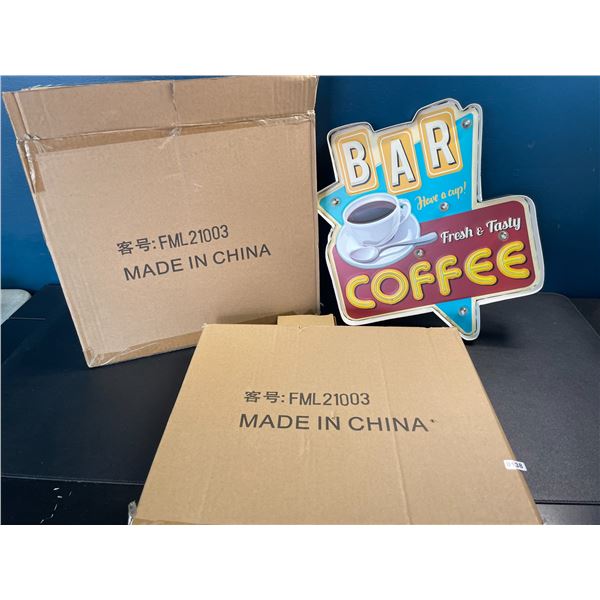 客号:FML21003
MADE IN CHINA
BAR
Have a cup!
Fresh & Tasty
COFFEE
客号:FML21003
MADE IN CHINA